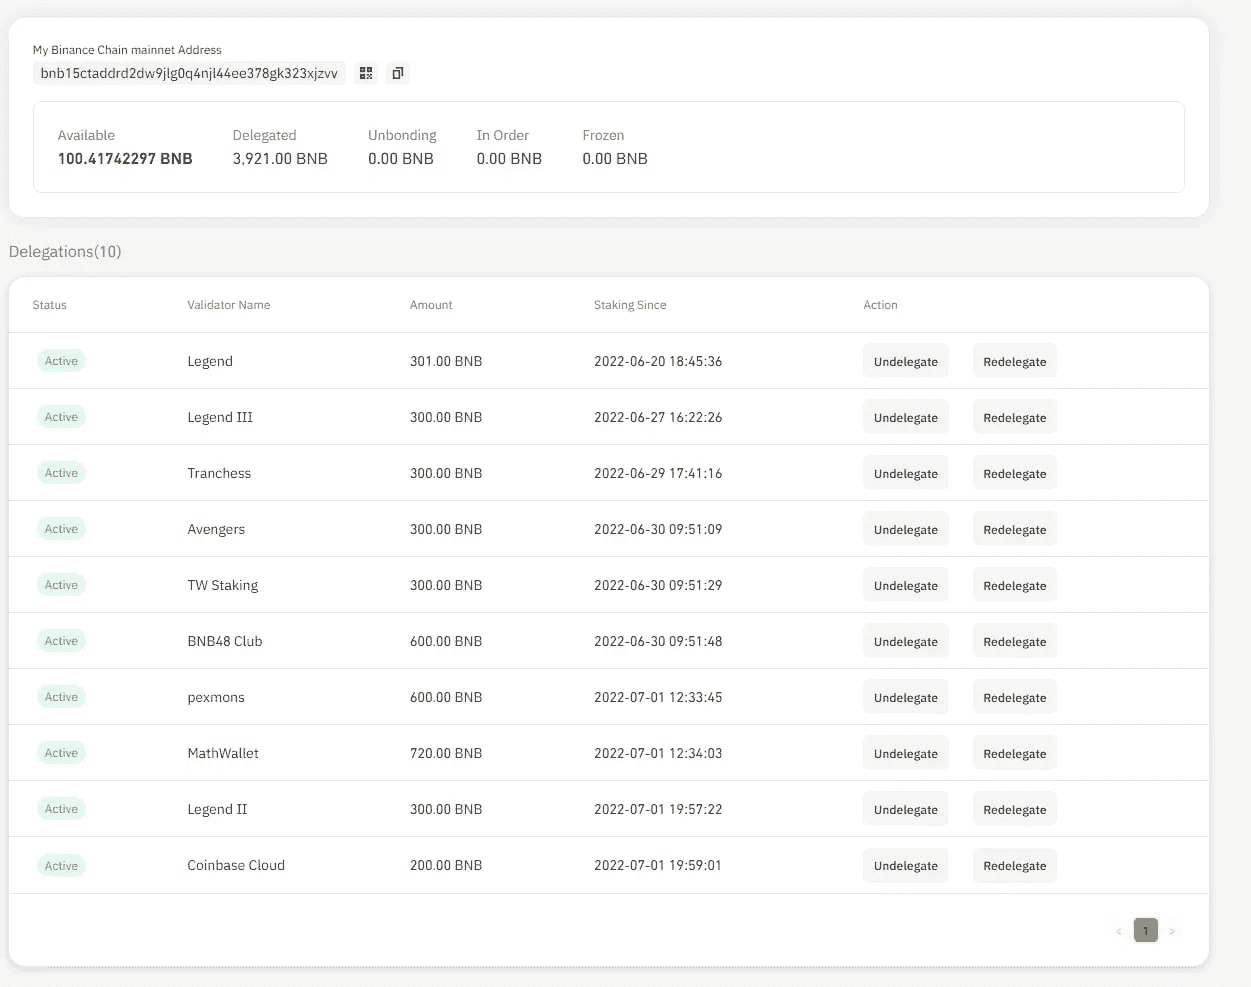 My Binance Chain mainnet Address
bnb15ctaddrd2dw9jlg0q4njl44ee378gk323xjzvv
Available Delegated Unbonding In Order Frozen
100.41742297 BNB 3,921.00 BNB 0.00 BNB 0.00 BNB 0.00 BNB
Delegations(10)
Status Validator Name Amount Staking Since Action
Active Legend 301.00 BNB 2022-06-20 18:45:36 Undelegate Redelegate
Active Legend III 300.00 BNB 2022-06-27 16:22:26 Undelegate Redelegate
Active Tranchess 300.00 BNB 2022-06-29 17:41:16 Undelegate Redelegate
Active Avengers 300.00 BNB 2022-06-30 09:51:09 Undelegate Redelegate
Active TW Staking 300.00 BNB 2022-06-30 09:51:29 Undelegate Redelegate
Active BNB48 Club 600.00 BNB 2022-06-30 09:51:48 Undelegate Redelegate
Active pexmons 600.00 BNB 2022-07-01 12:33:45 Undelegate Redelegate
Active MathWallet 720.00 BNB 2022-07-01 12:34:03 Undelegate Redelegate
Active Legend II 300.00 BNB 2022-07-01 19:57:22 Undelegate Redelegate
Active Coinbase Cloud 200.00 BNB 2022-07-01 19:59:01 Undelegate Redelegate
< 1 >